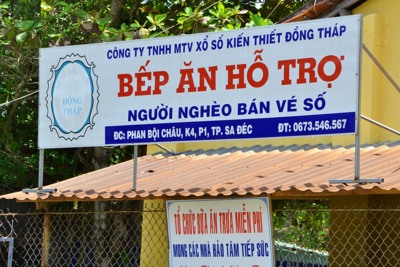 CÔNG TY TNHH MTV XỔ SỐ KIẾN THIẾT ĐỒNG THÁP
ĐỒNG THÁP
BẾP ĂN HỖ TRỢ
NGƯỜI NGHÈO BÁN VÉ SỐ
ĐC: PHAN BỘI CHÂU, K4, P1, TP. SA ĐÉC ĐT: 0673.546.567
TỔ CHỨC BỮA ĂN TRƯA MIỄN PHÍ
MONG CÁC NHÀ HẢO TÂM TIẾP SỨC